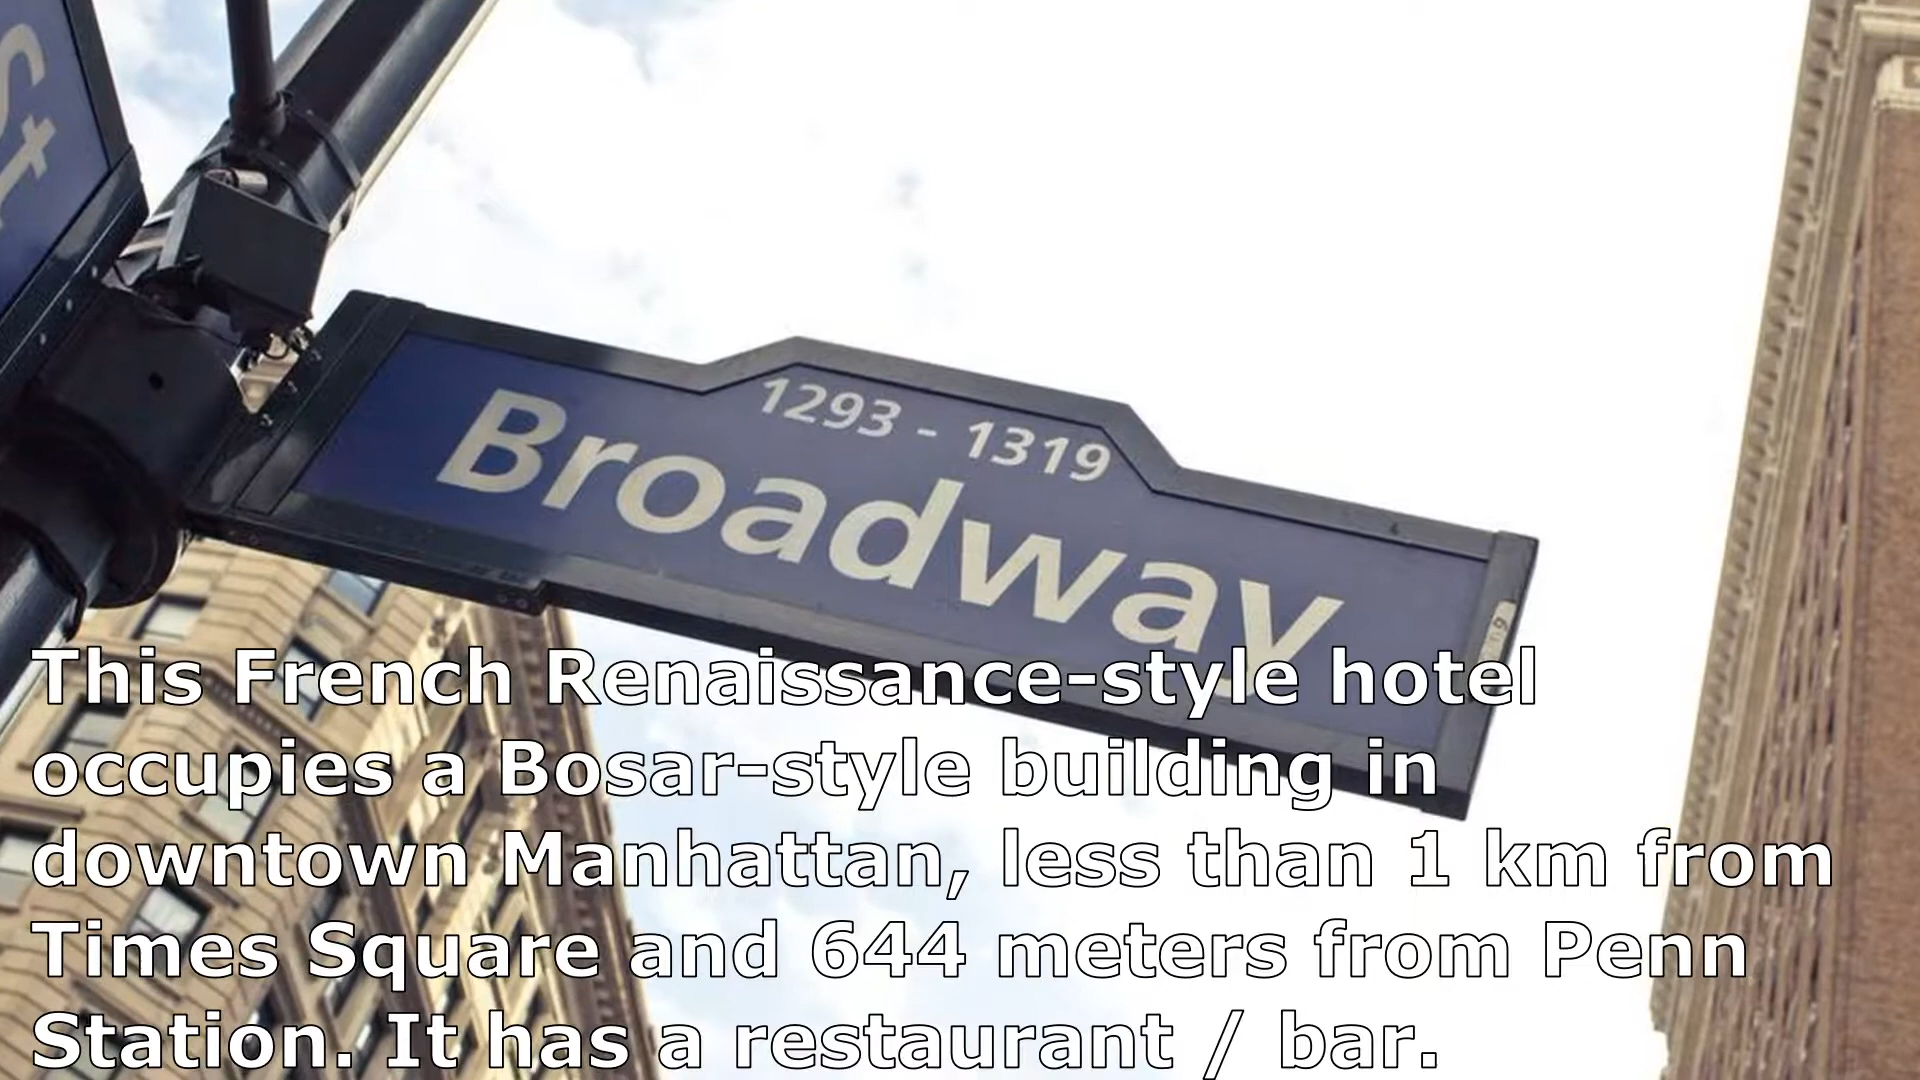 St
1293 - 1319
Broadway
This French Renaissance-style hotel
occupies a Bosar-style building in
downtown Manhattan, less than 1 km from
Times Square and 644 meters from Penn
Station. It has a restaurant / bar.